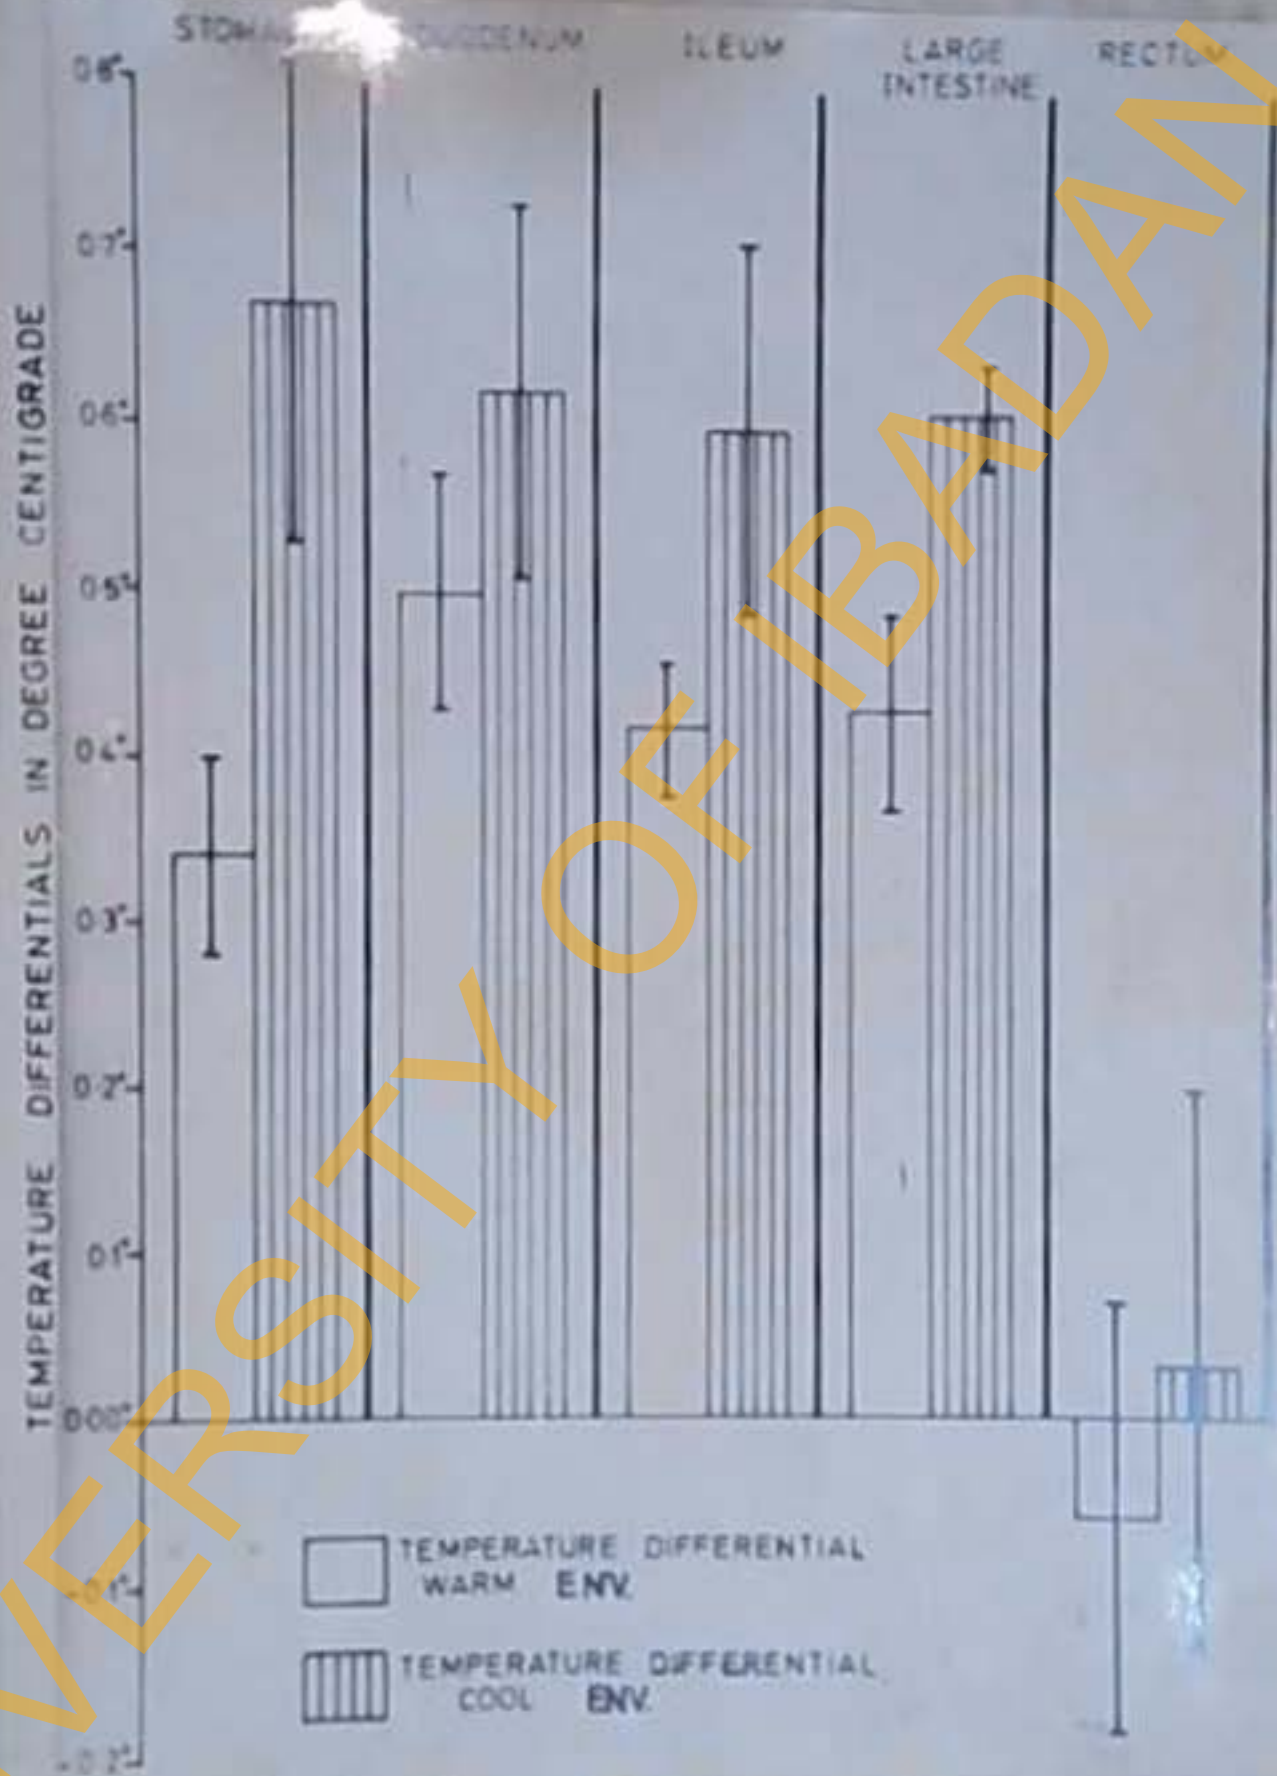 DUODENUM
ILEUM
LARGE
INTESTINE
RECTUM
0.8°
0.7°
0.6°
0.5°
0.4°
0.3°
0.2°
0.1°
0.00°
-0.1°
-0.2°
TEMPERATURE DIFFERENTIALS IN DEGREE CENTIGRADE
TEMPERATURE DIFFERENTIAL
WARM ENV.
TEMPERATURE DIFFERENTIAL
COOL ENV.
VERSITY OF IBADAN